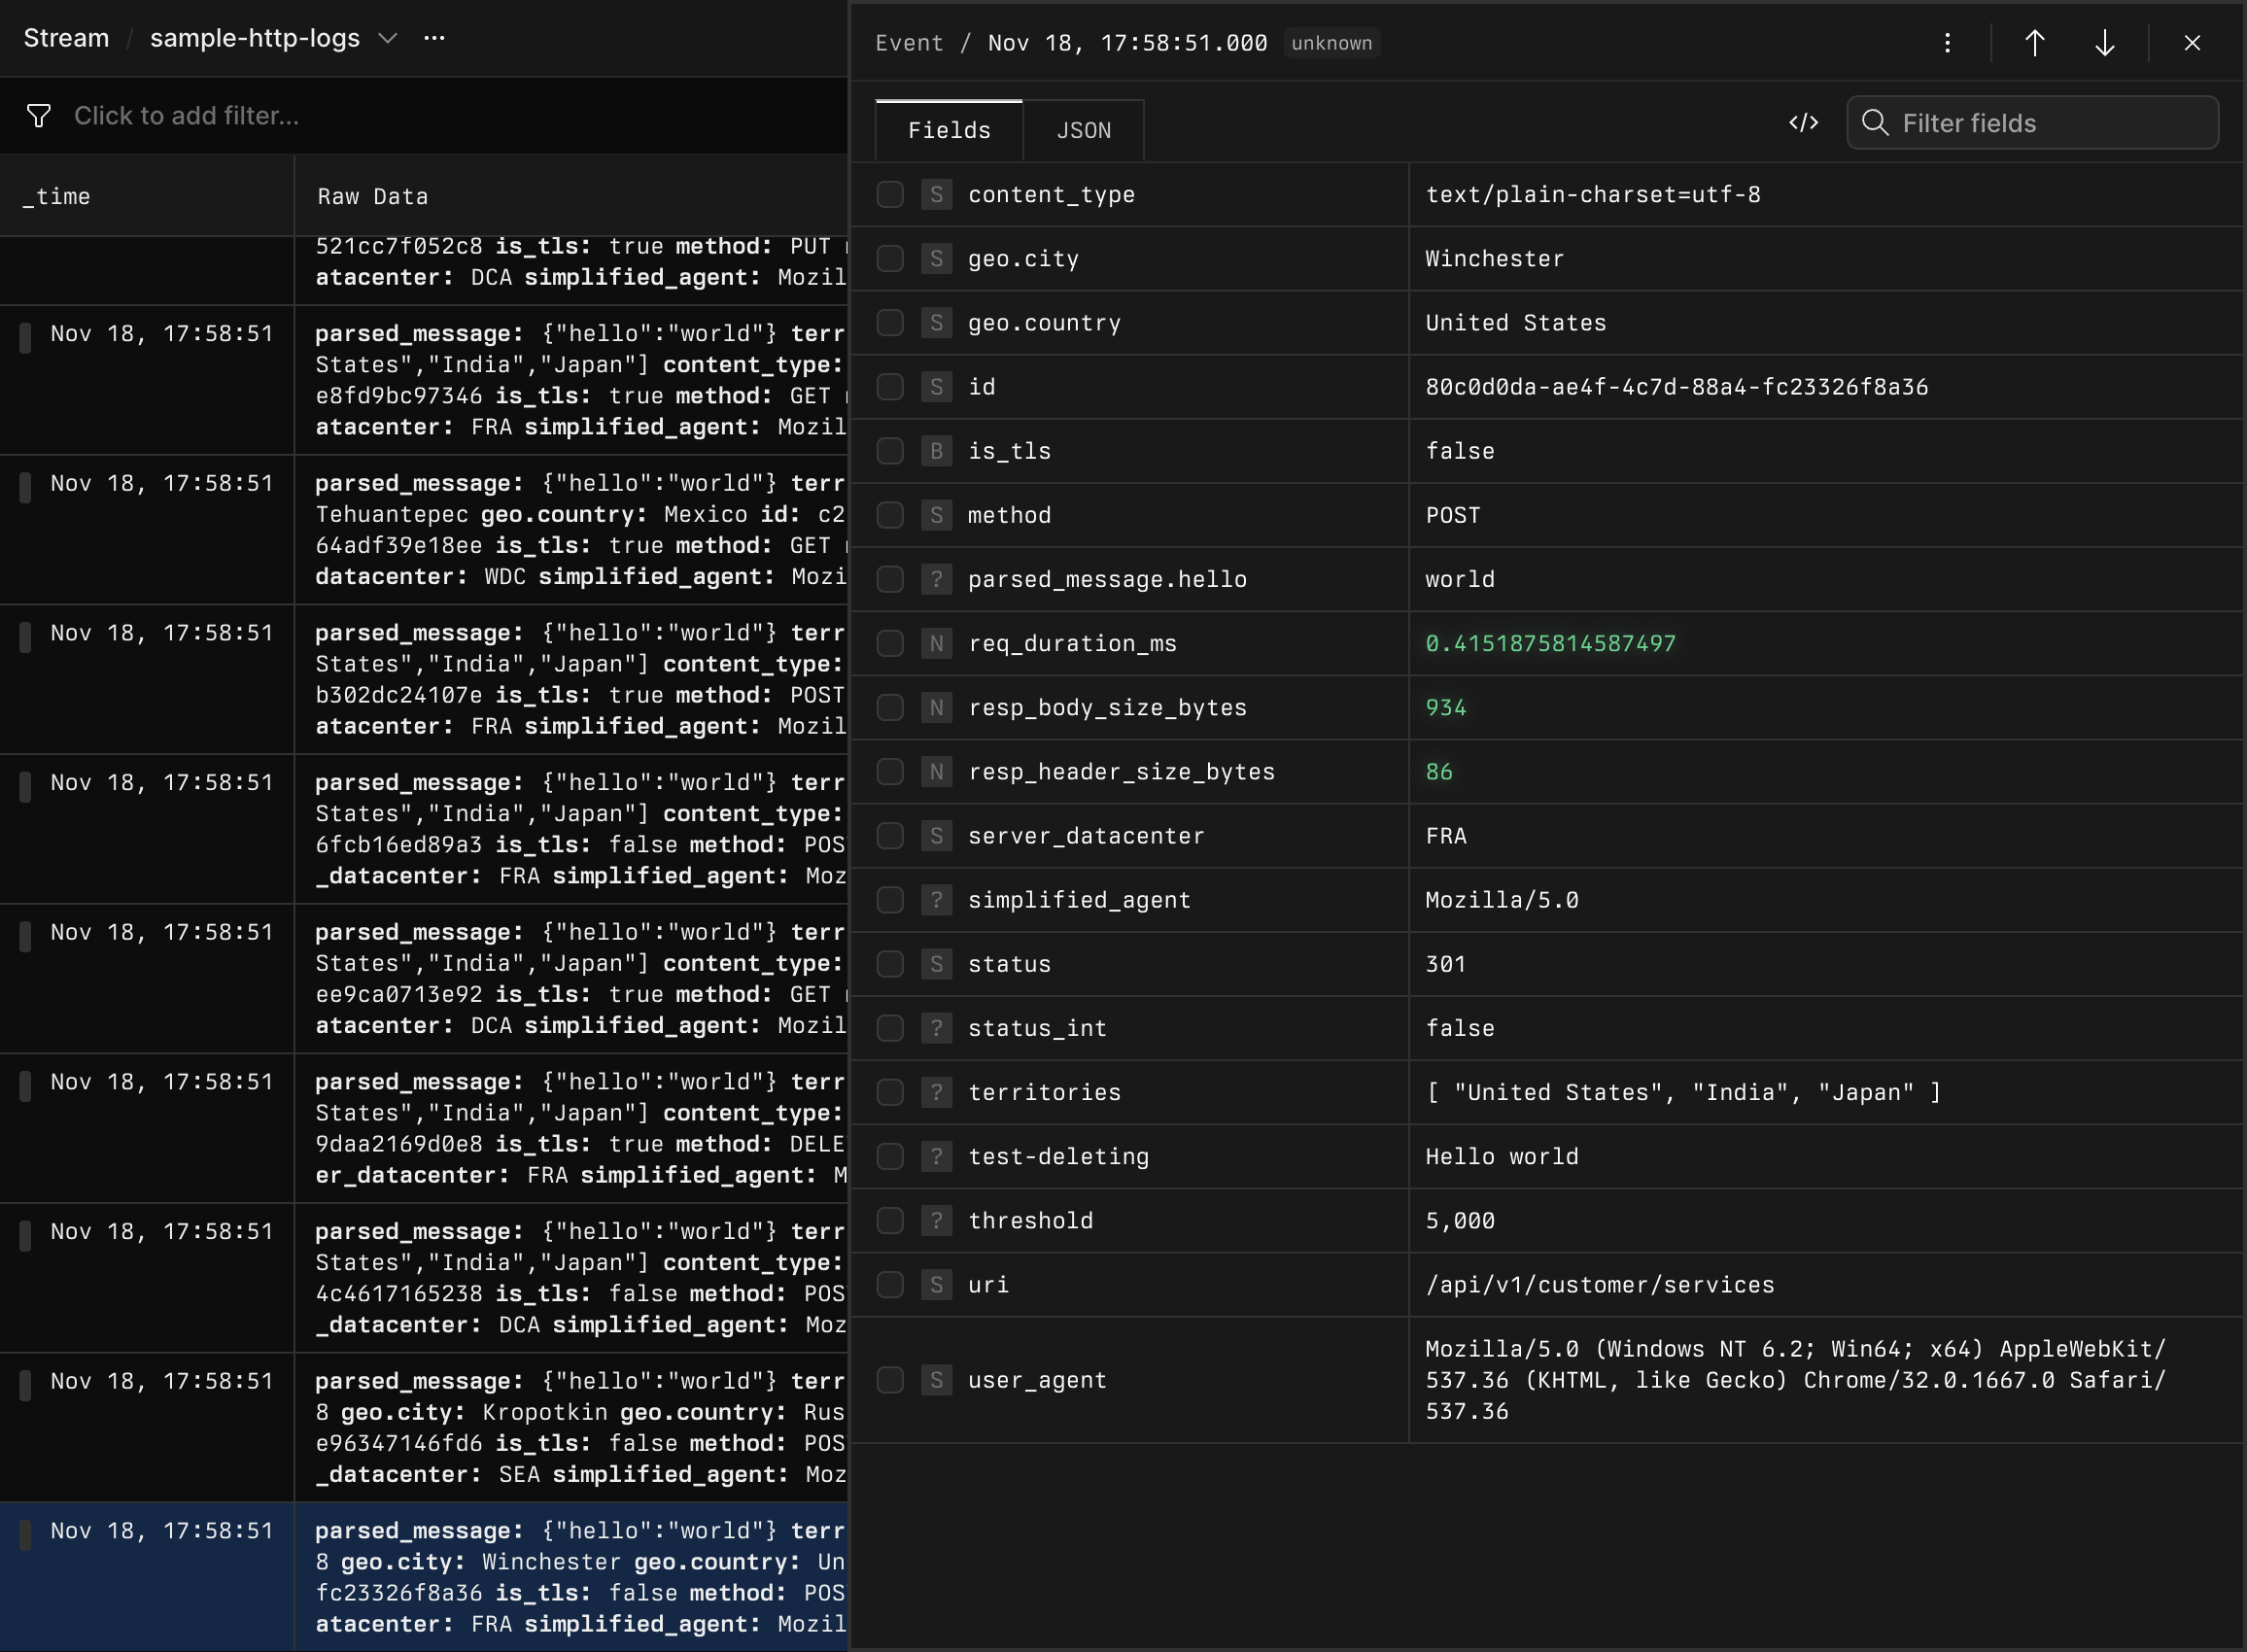 Stream / sample-http-logs ...
Click to add filter...
_time Raw Data
521cc7f052c8 is_tls: true method: PUT
atacenter: DCA simplified_agent: Mozil
Nov 18, 17:58:51 parsed_message: {"hello":"world"} terr
States","India","Japan"] content_type:
e8fd9bc97346 is_tls: true method: GET
atacenter: FRA simplified_agent: Mozil
Nov 18, 17:58:51 parsed_message: {"hello":"world"} terr
Tehuantepec geo.country: Mexico id: c2
64adf39e18ee is_tls: true method: GET
datacenter: WDC simplified_agent: Mozi
Nov 18, 17:58:51 parsed_message: {"hello":"world"} terr
States","India","Japan"] content_type:
b302dc24107e is_tls: true method: POST
atacenter: FRA simplified_agent: Mozil
Nov 18, 17:58:51 parsed_message: {"hello":"world"} terr
States","India","Japan"] content_type:
6fcb16ed89a3 is_tls: false method: POS
_datacenter: FRA simplified_agent: Moz
Nov 18, 17:58:51 parsed_message: {"hello":"world"} terr
States","India","Japan"] content_type:
ee9ca0713e92 is_tls: true method: GET
atacenter: DCA simplified_agent: Mozil
Nov 18, 17:58:51 parsed_message: {"hello":"world"} terr
States","India","Japan"] content_type:
9daa2169d0e8 is_tls: true method: DELE
er_datacenter: FRA simplified_agent: M
Nov 18, 17:58:51 parsed_message: {"hello":"world"} terr
States","India","Japan"] content_type:
4c4617165238 is_tls: false method: POS
_datacenter: DCA simplified_agent: Moz
Nov 18, 17:58:51 parsed_message: {"hello":"world"} terr
8 geo.city: Kropotkin geo.country: Rus
e96347146fd6 is_tls: false method: POS
_datacenter: SEA simplified_agent: Moz
Nov 18, 17:58:51 parsed_message: {"hello":"world"} terr
8 geo.city: Winchester geo.country: Un
fc23326f8a36 is_tls: false method: POS
atacenter: FRA simplified_agent: Mozil
Event / Nov 18, 17:58:51.000 unknown
Fields JSON </> Filter fields
S content_type text/plain-charset=utf-8
S geo.city Winchester
S geo.country United States
S id 80c0d0da-ae4f-4c7d-88a4-fc23326f8a36
B is_tls false
S method POST
? parsed_message.hello world
N req_duration_ms 0.4151875814587497
N resp_body_size_bytes 934
N resp_header_size_bytes 86
S server_datacenter FRA
? simplified_agent Mozilla/5.0
S status 301
? status_int false
? territories [ "United States", "India", "Japan" ]
? test-deleting Hello world
? threshold 5,000
S uri /api/v1/customer/services
S user_agent Mozilla/5.0 (Windows NT 6.2; Win64; x64) AppleWebKit/
537.36 (KHTML, like Gecko) Chrome/32.0.1667.0 Safari/
537.36